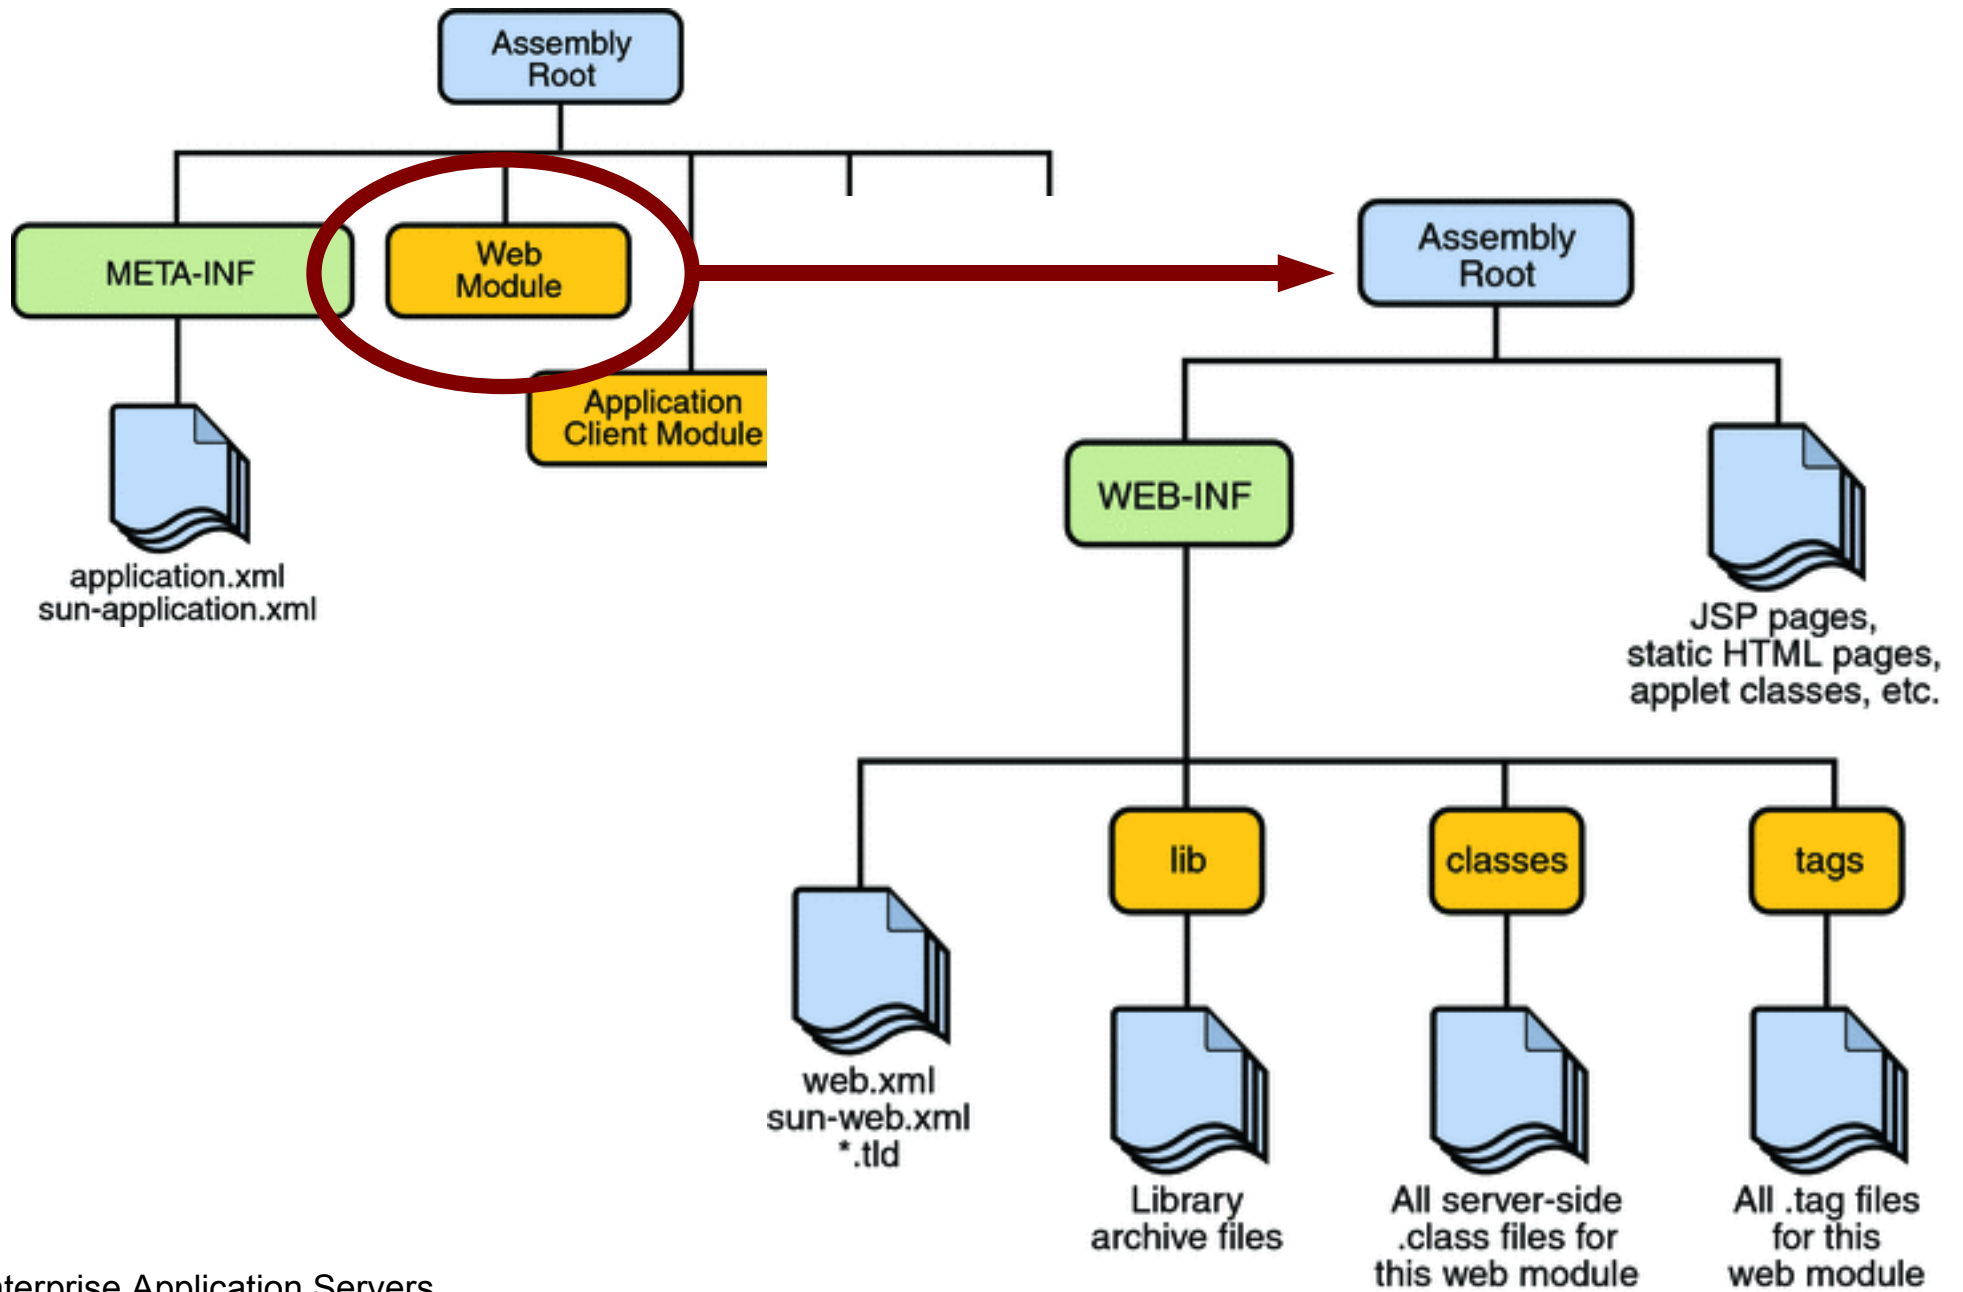 Assembly
Root
META-INF
Web
Module
Application
Client Module
application.xml
sun-application.xml
Assembly
Root
WEB-INF
JSP pages,
static HTML pages,
applet classes, etc.
lib
classes
tags
web.xml
sun-web.xml
*.tld
Library
archive files
All server-side
.class files for
this web module
All .tag files
for this
web module
Application Servers